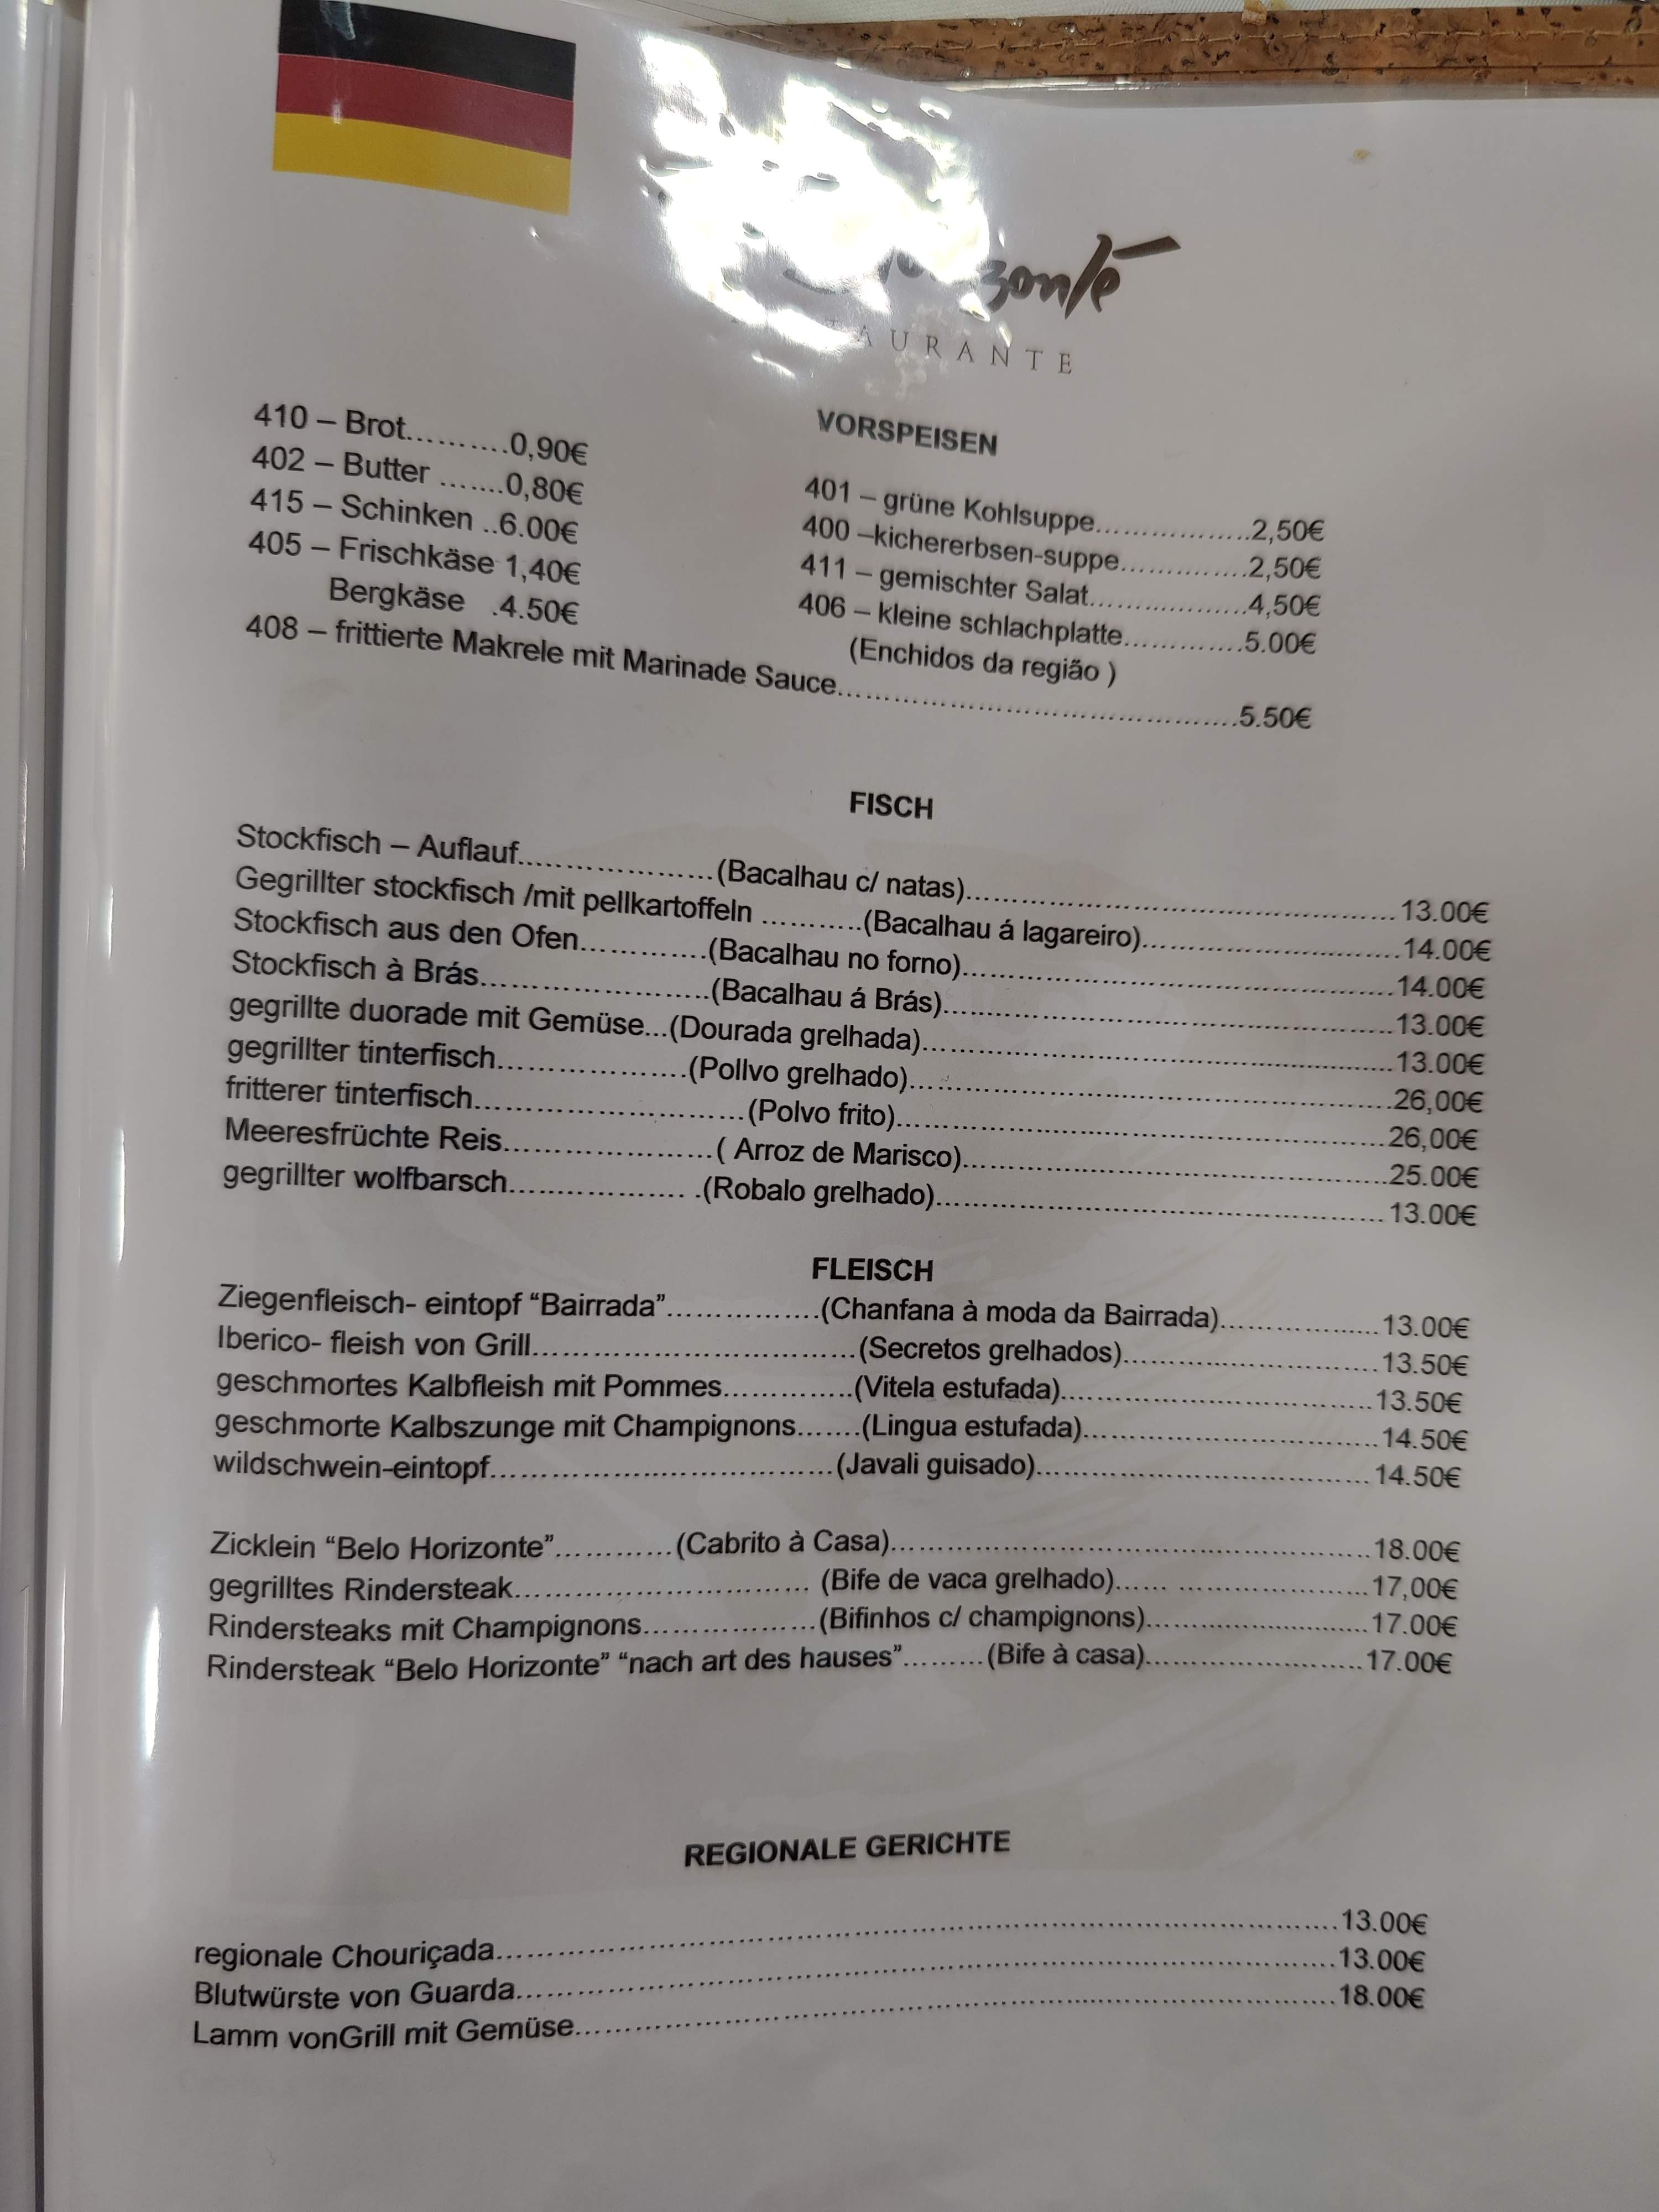 zonte
AURANTE
410 – Brot..........0,90€
402 – Butter .......0,80€
415 – Schinken ..6.00€
405 – Frischkäse 1,40€
Bergkäse .4.50€
VORSPEISEN
401 – grüne Kohlsuppe..................2,50€
400 –kichererbsen-suppe...............2,50€
411 – gemischter Salat...................4,50€
406 – kleine schlachplatte..............5.00€
(Enchidos da região )
408 – frittierte Makrele mit Marinade Sauce................................................5.50€
FISCH
Stockfisch – Auflauf.......................(Bacalhau c/ natas)....................................................13.00€
Gegrillter stockfisch /mit pellkartoffeln ............(Bacalhau á lagareiro)...............................14.00€
Stockfisch aus den Ofen...............(Bacalhau no forno)....................................................14.00€
Stockfisch à Brás...........................(Bacalhau á Brás)......................................................13.00€
gegrillte duorade mit Gemüse...(Dourada grelhada).........................................................13.00€
gegrillter tinterfisch.......................(Pollvo grelhado)...........................................................26,00€
fritterer tinterfisch.................................(Polvo frito)...........................................................26,00€
Meeresfrüchte Reis.........................( Arroz de Marisco)...................................................25.00€
gegrillter wolfbarsch..................... .(Robalo grelhado)......................................................13.00€
FLEISCH
Ziegenfleisch- eintopf “Bairrada”..................(Chanfana à moda da Bairrada)...................13.00€
Iberico- fleish von Grill.......................................(Secretos grelhados)..............................13.50€
geschmortes Kalbfleish mit Pommes...............(Vitela estufada)......................................13.50€
geschmorte Kalbszunge mit Champignons.......(Lingua estufada)...................................14.50€
wildschwein-eintopf.........................................(Javali guisado)........................................14.50€
Zicklein “Belo Horizonte”..............(Cabrito à Casa)..........................................................18.00€
gegrilltes Rindersteak.................................... (Bife de vaca grelhado)...... .......................17,00€
Rindersteaks mit Champignons.....................(Bifinhos c/ champignons)...........................17.00€
Rindersteak “Belo Horizonte” “nach art des hauses”..........(Bife à casa)..........................17.00€
REGIONALE GERICHTE
regionale Chouriçada.....................................................................................................13.00€
Blutwürste von Guarda...................................................................................................13.00€
Lamm vonGrill mit Gemüse............................................................................................18.00€